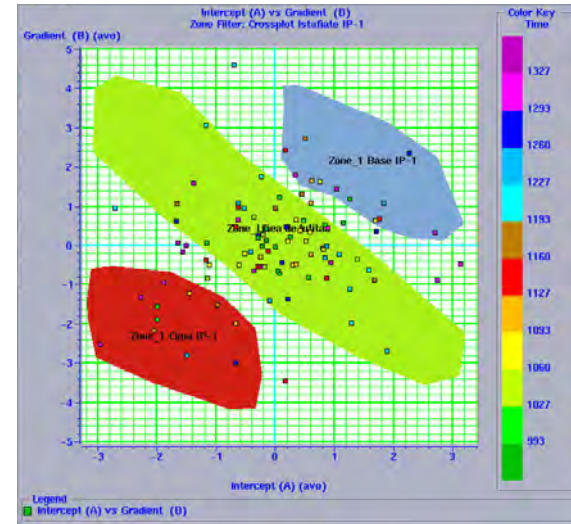 Intercept (A) vs Gradient (B)
Zone Filter: Crossplot Istafiate IP-1
Color Key
Time
Gradient (B) (avo)
5
4
3
2
1
0
-1
-2
-3
-4
-5
-3
-2
-1
0
1
2
3
Zone_1 Base IP-1
Zone_1 Cima IP-1
1327
1293
1260
1227
1193
1160
1127
1093
1060
1027
993
Intercept (A) (avo)
Legend
Intercept (A) vs Gradient (B)